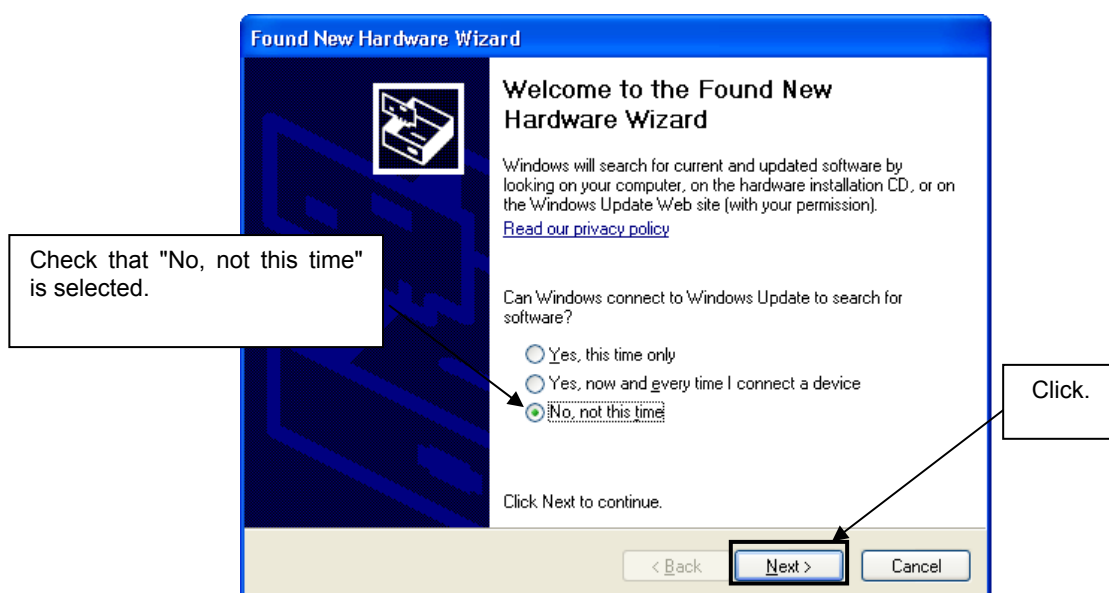 Found New Hardware Wizard
Welcome to the Found New
Hardware Wizard
Windows will search for current and updated software by
looking on your computer, on the hardware installation CD, or on
the Windows Update Web site (with your permission).
Read our privacy policy
Check that "No, not this time"
is selected.
Can Windows connect to Windows Update to search for
software?
Yes, this time only
Yes, now and every time I connect a device
No, not this time
Click.
Click Next to continue.
< Back
Next >
Cancel